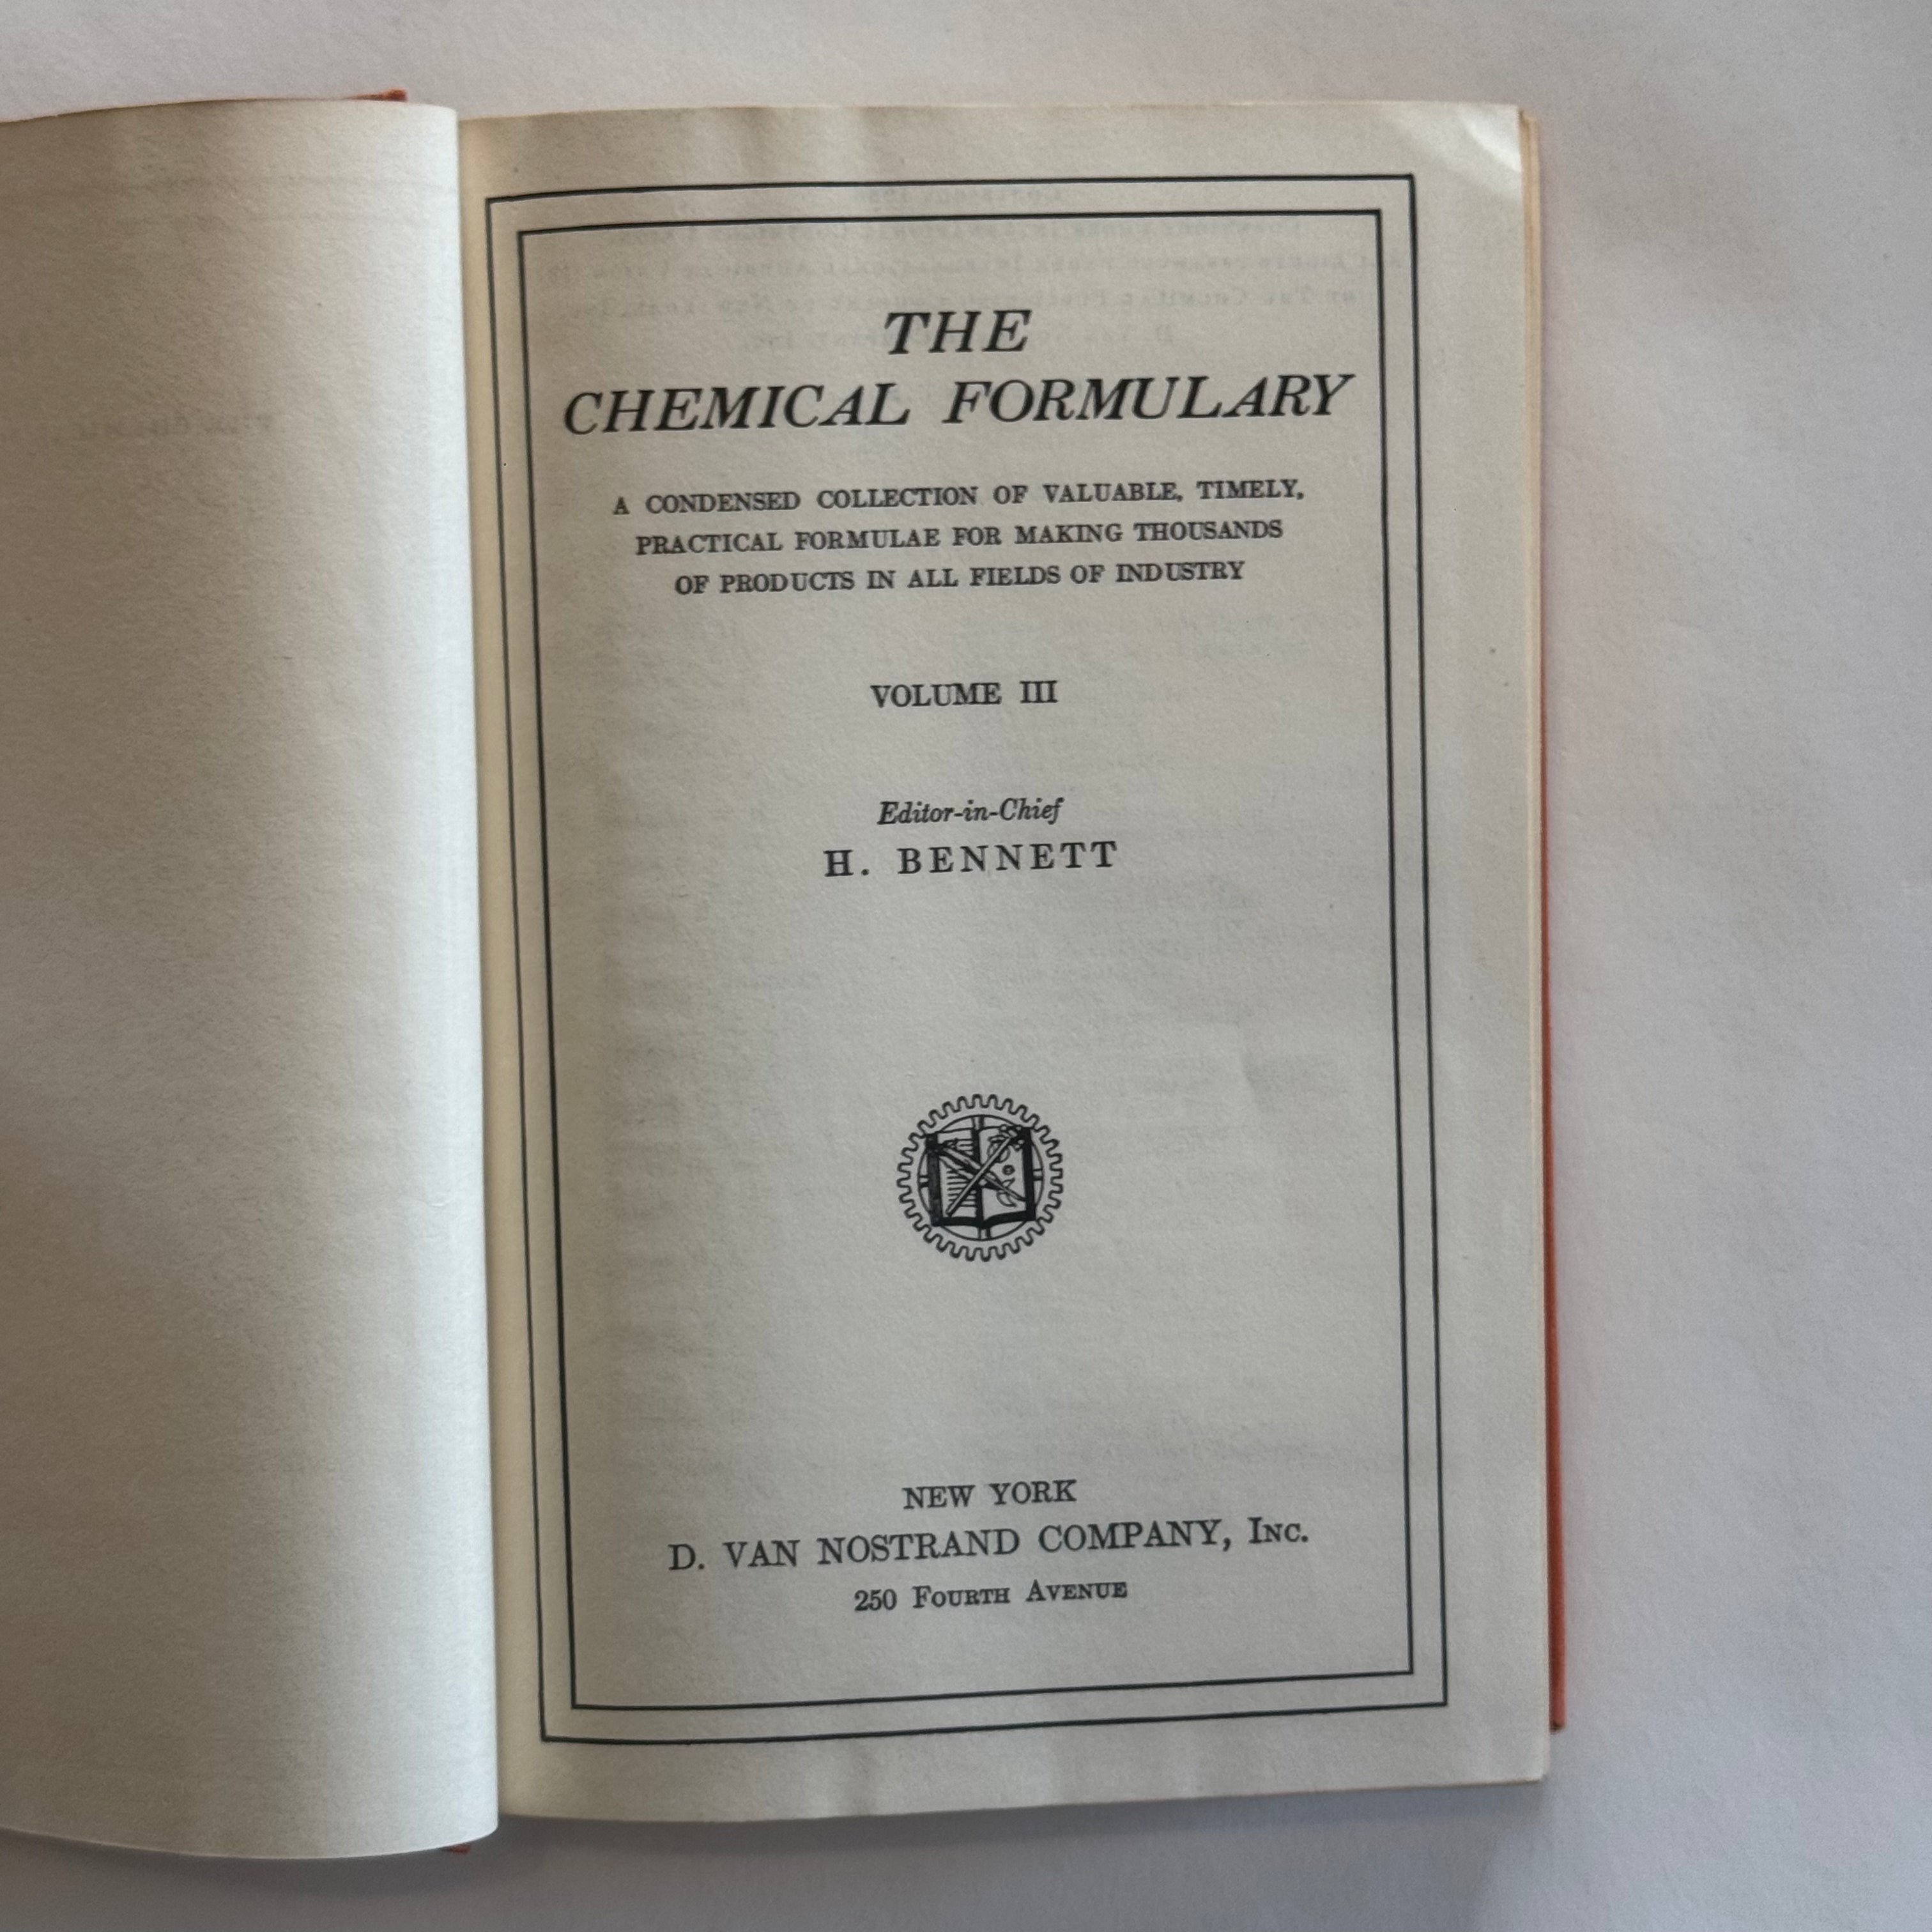 THE
CHEMICAL FORMULARY
A CONDENSED COLLECTION OF VALUABLE, TIMELY,
PRACTICAL FORMULAE FOR MAKING THOUSANDS
OF PRODUCTS IN ALL FIELDS OF INDUSTRY
VOLUME III
Editor-in-Chief
H. BENNETT
NEW YORK
D. VAN NOSTRAND COMPANY, INC.
250 FOURTH AVENUE